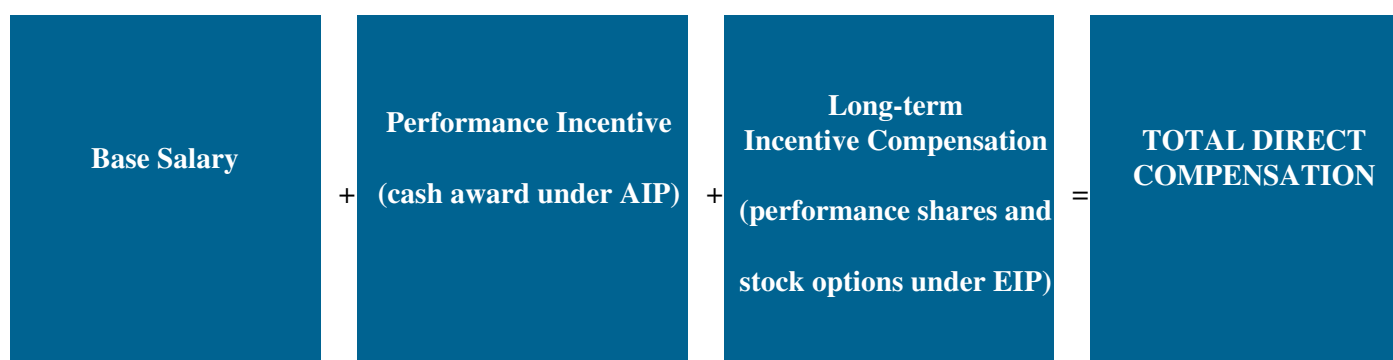 Base Salary
+
Performance Incentive
(cash award under AIP)
+
Long-term
Incentive Compensation
(performance shares and
stock options under EIP)
=
TOTAL DIRECT
COMPENSATION